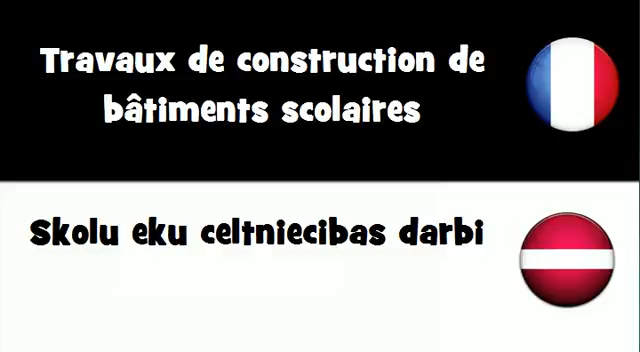 Travaux de construction de
bâtiments scolaires
Skolu eku celtniecibas darbi